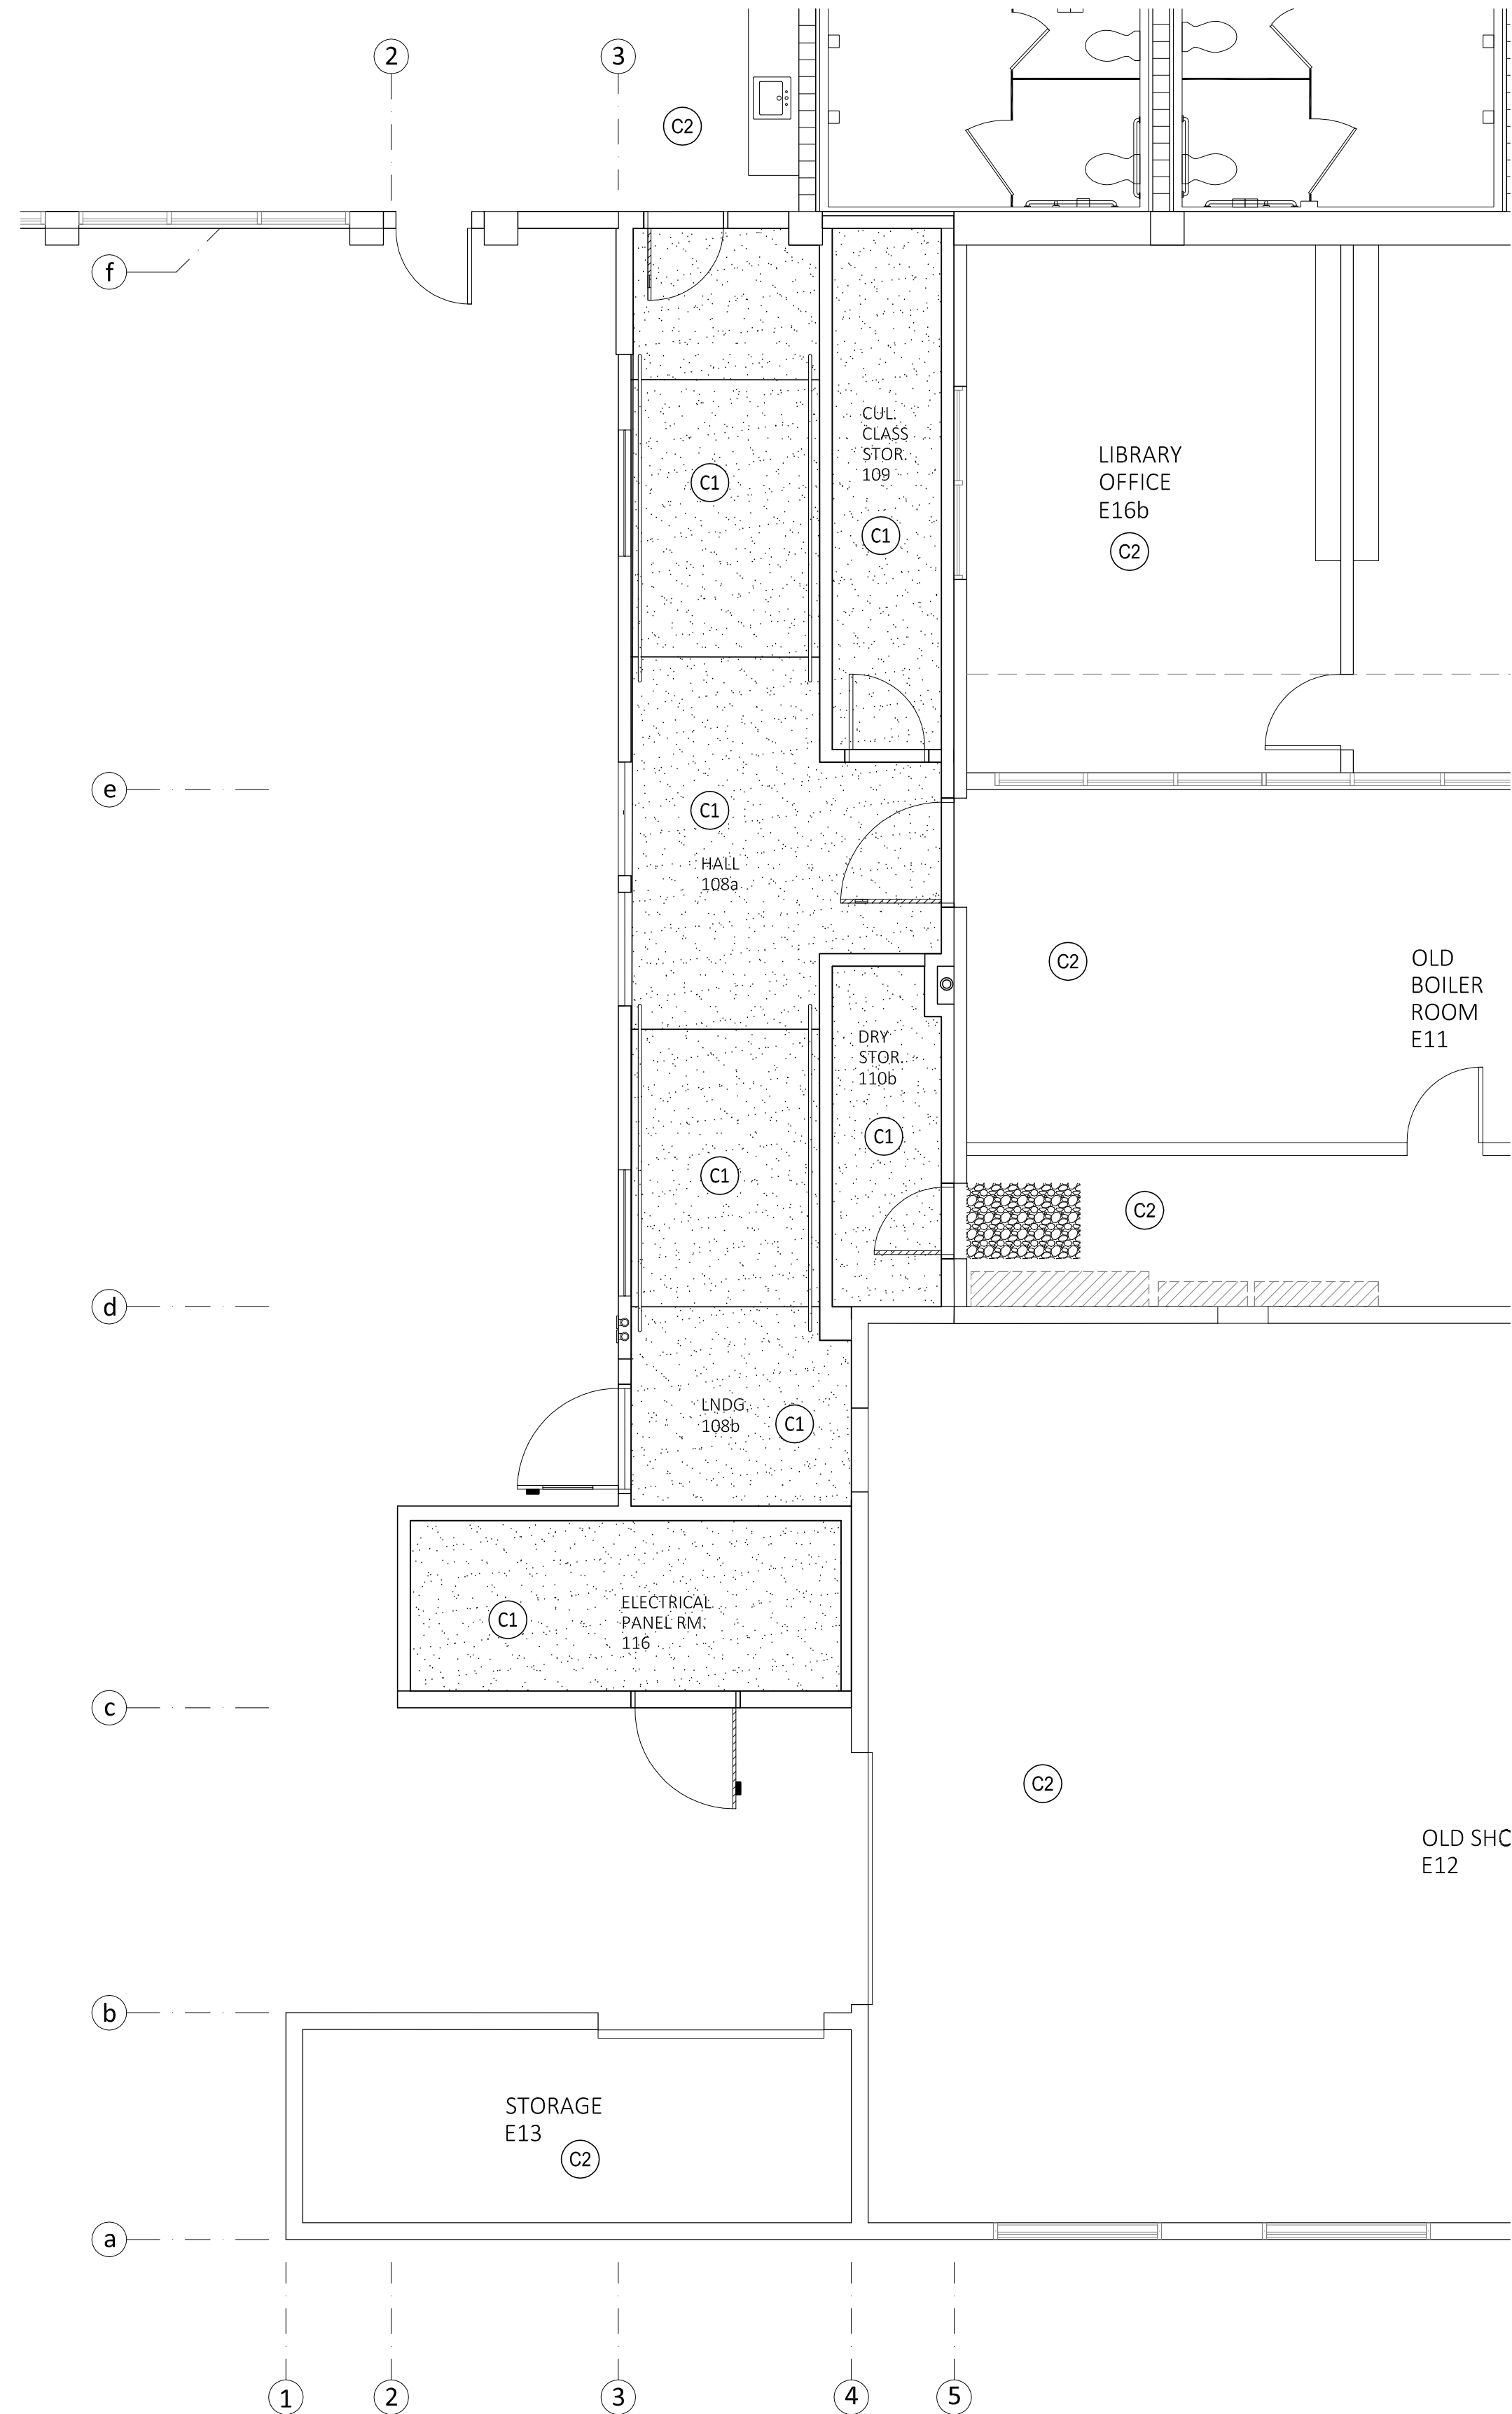 2
3
C2
f
CUL.
CLASS
STOR.
109
C1
C1
LIBRARY
OFFICE
E16b
C2
e
C1
HALL
108a
C2
OLD
BOILER
ROOM
E11
DRY
STOR.
110b
C1
C1
C2
d
LNDG.
108b
C1
ELECTRICAL
PANEL RM.
116
C1
c
C2
OLD SHO
E12
b
STORAGE
E13
C2
a
1
2
3
4
5